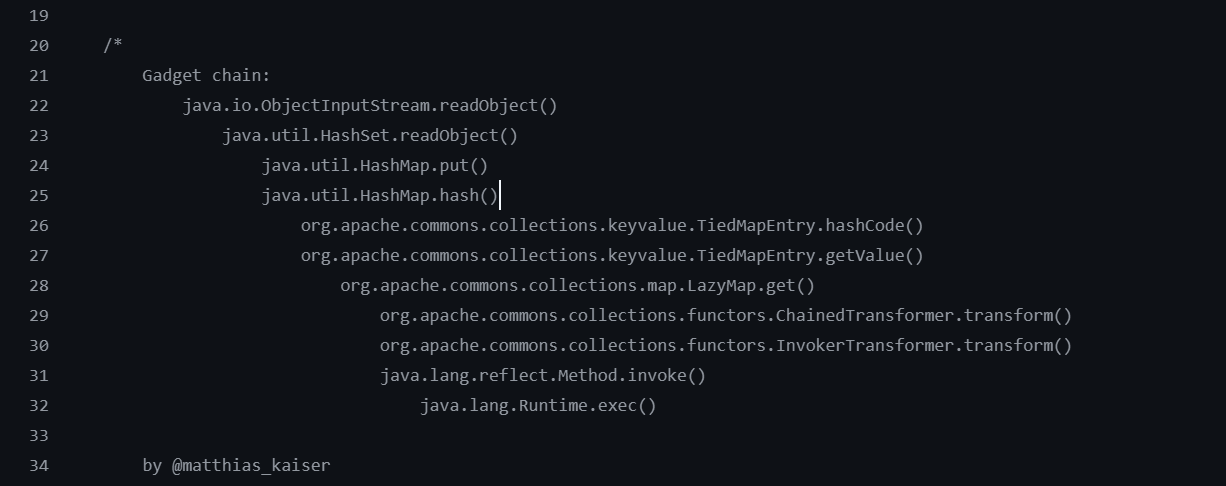 19
20 /*
21 Gadget chain:
22 java.io.ObjectInputStream.readObject()
23 java.util.HashSet.readObject()
24 java.util.HashMap.put()
25 java.util.HashMap.hash()
26 org.apache.commons.collections.keyvalue.TiedMapEntry.hashCode()
27 org.apache.commons.collections.keyvalue.TiedMapEntry.getValue()
28 org.apache.commons.collections.map.LazyMap.get()
29 org.apache.commons.collections.functors.ChainedTransformer.transform()
30 org.apache.commons.collections.functors.InvokerTransformer.transform()
31 java.lang.reflect.Method.invoke()
32 java.lang.Runtime.exec()
33
34 by @matthias_kaiser